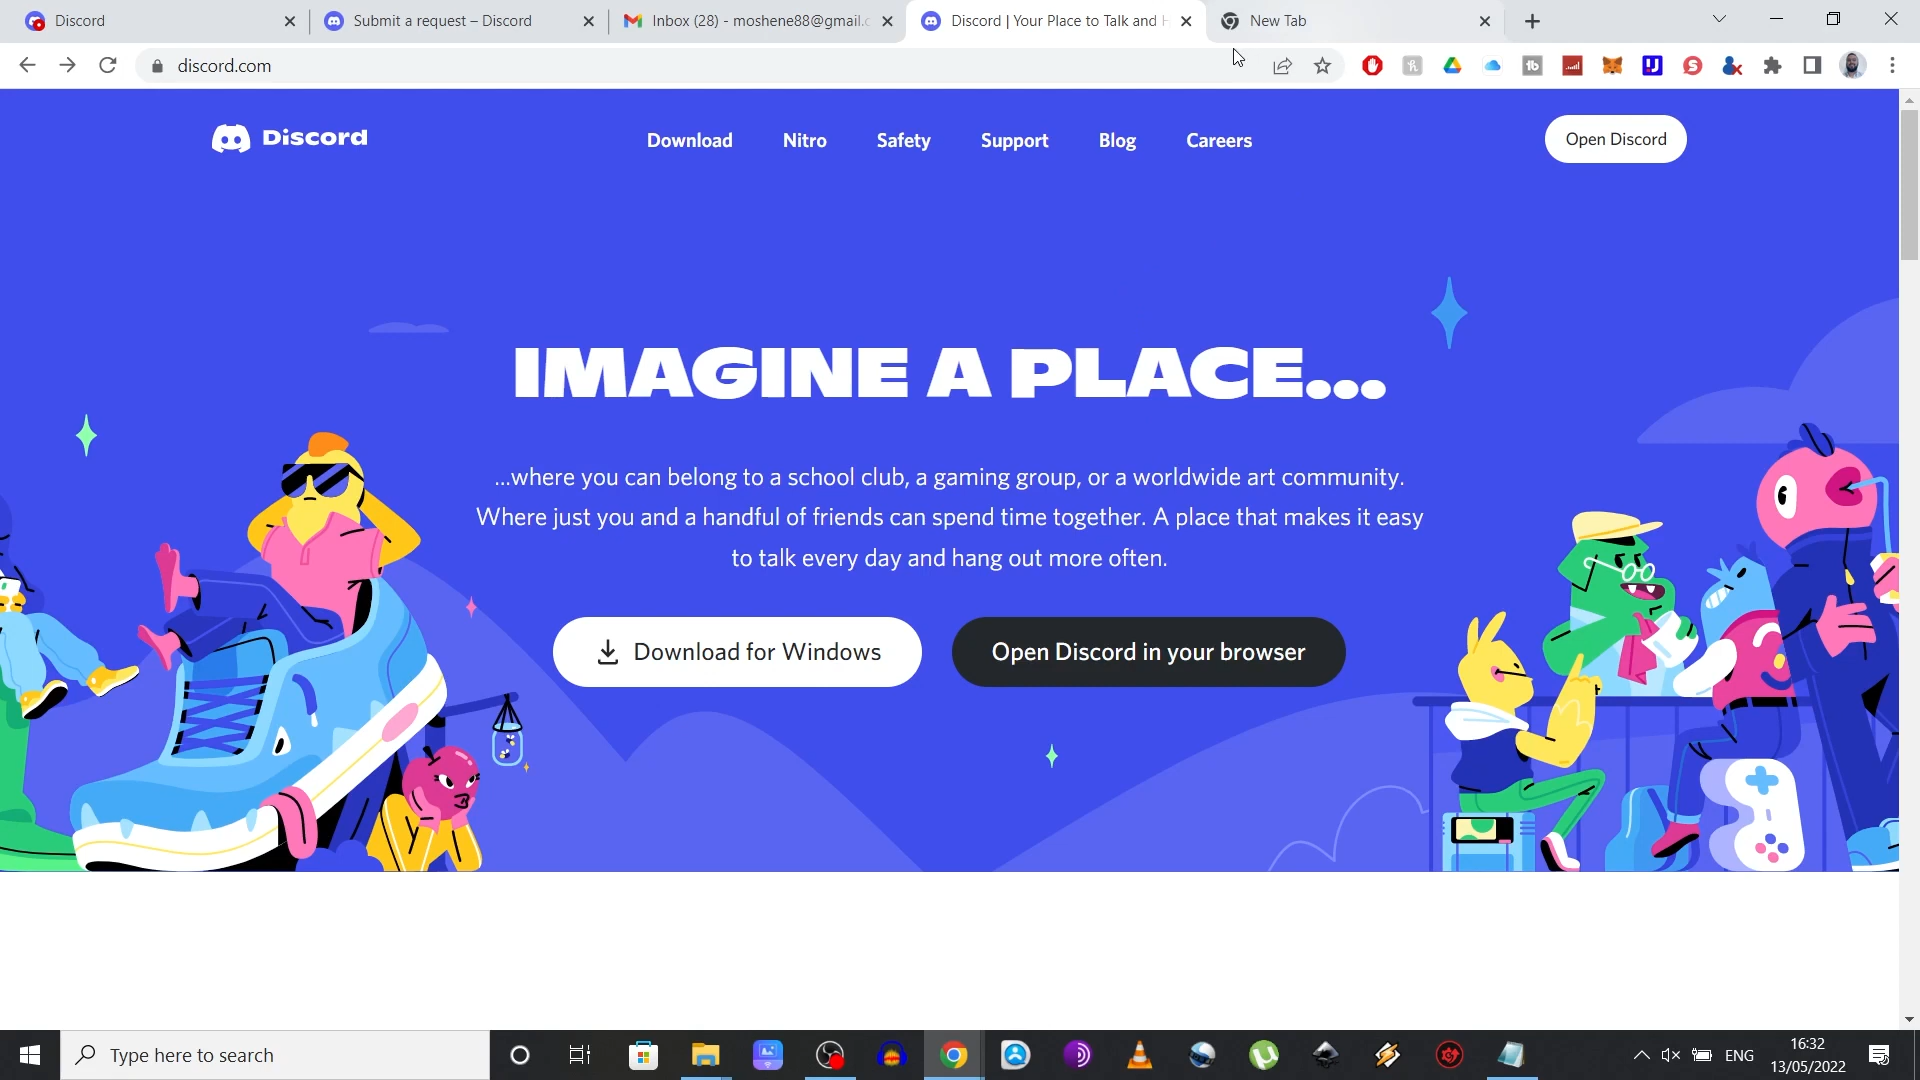 Discord
Submit a request – Discord
Inbox (28) - moshene88@gmail.c
Discord | Your Place to Talk and H
New Tab
discord.com
Discord
Download
Nitro
Safety
Support
Blog
Careers
Open Discord
IMAGINE A PLACE...
...where you can belong to a school club, a gaming group, or a worldwide art community.
Where just you and a handful of friends can spend time together. A place that makes it easy
to talk every day and hang out more often.
Download for Windows
Open Discord in your browser
Type here to search
ENG
16:32
13/05/2022